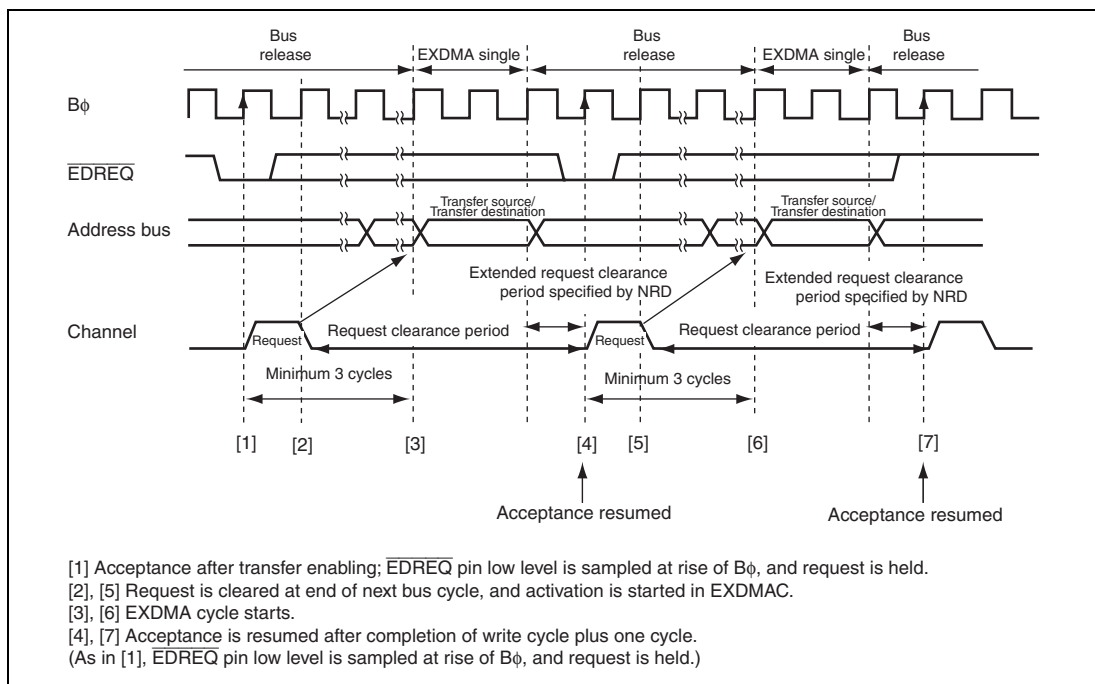 Bus release
EXDMA single
Bus release
EXDMA single
Bus release
Bφ
EDREQ
Address bus
Transfer source/
Transfer destination
Transfer source/
Transfer destination
Extended request clearance
period specified by NRD
Extended request clearance
period specified by NRD
Channel
Request
Request clearance period
Request
Request clearance period
Minimum 3 cycles
Minimum 3 cycles
[1] [2] [3] [4] [5] [6] [7]
Acceptance resumed
Acceptance resumed
[1] Acceptance after transfer enabling; EDREQ pin low level is sampled at rise of Bφ, and request is held.
[2], [5] Request is cleared at end of next bus cycle, and activation is started in EXDMAC.
[3], [6] EXDMA cycle starts.
[4], [7] Acceptance is resumed after completion of write cycle plus one cycle.
(As in [1], EDREQ pin low level is sampled at rise of Bφ, and request is held.)